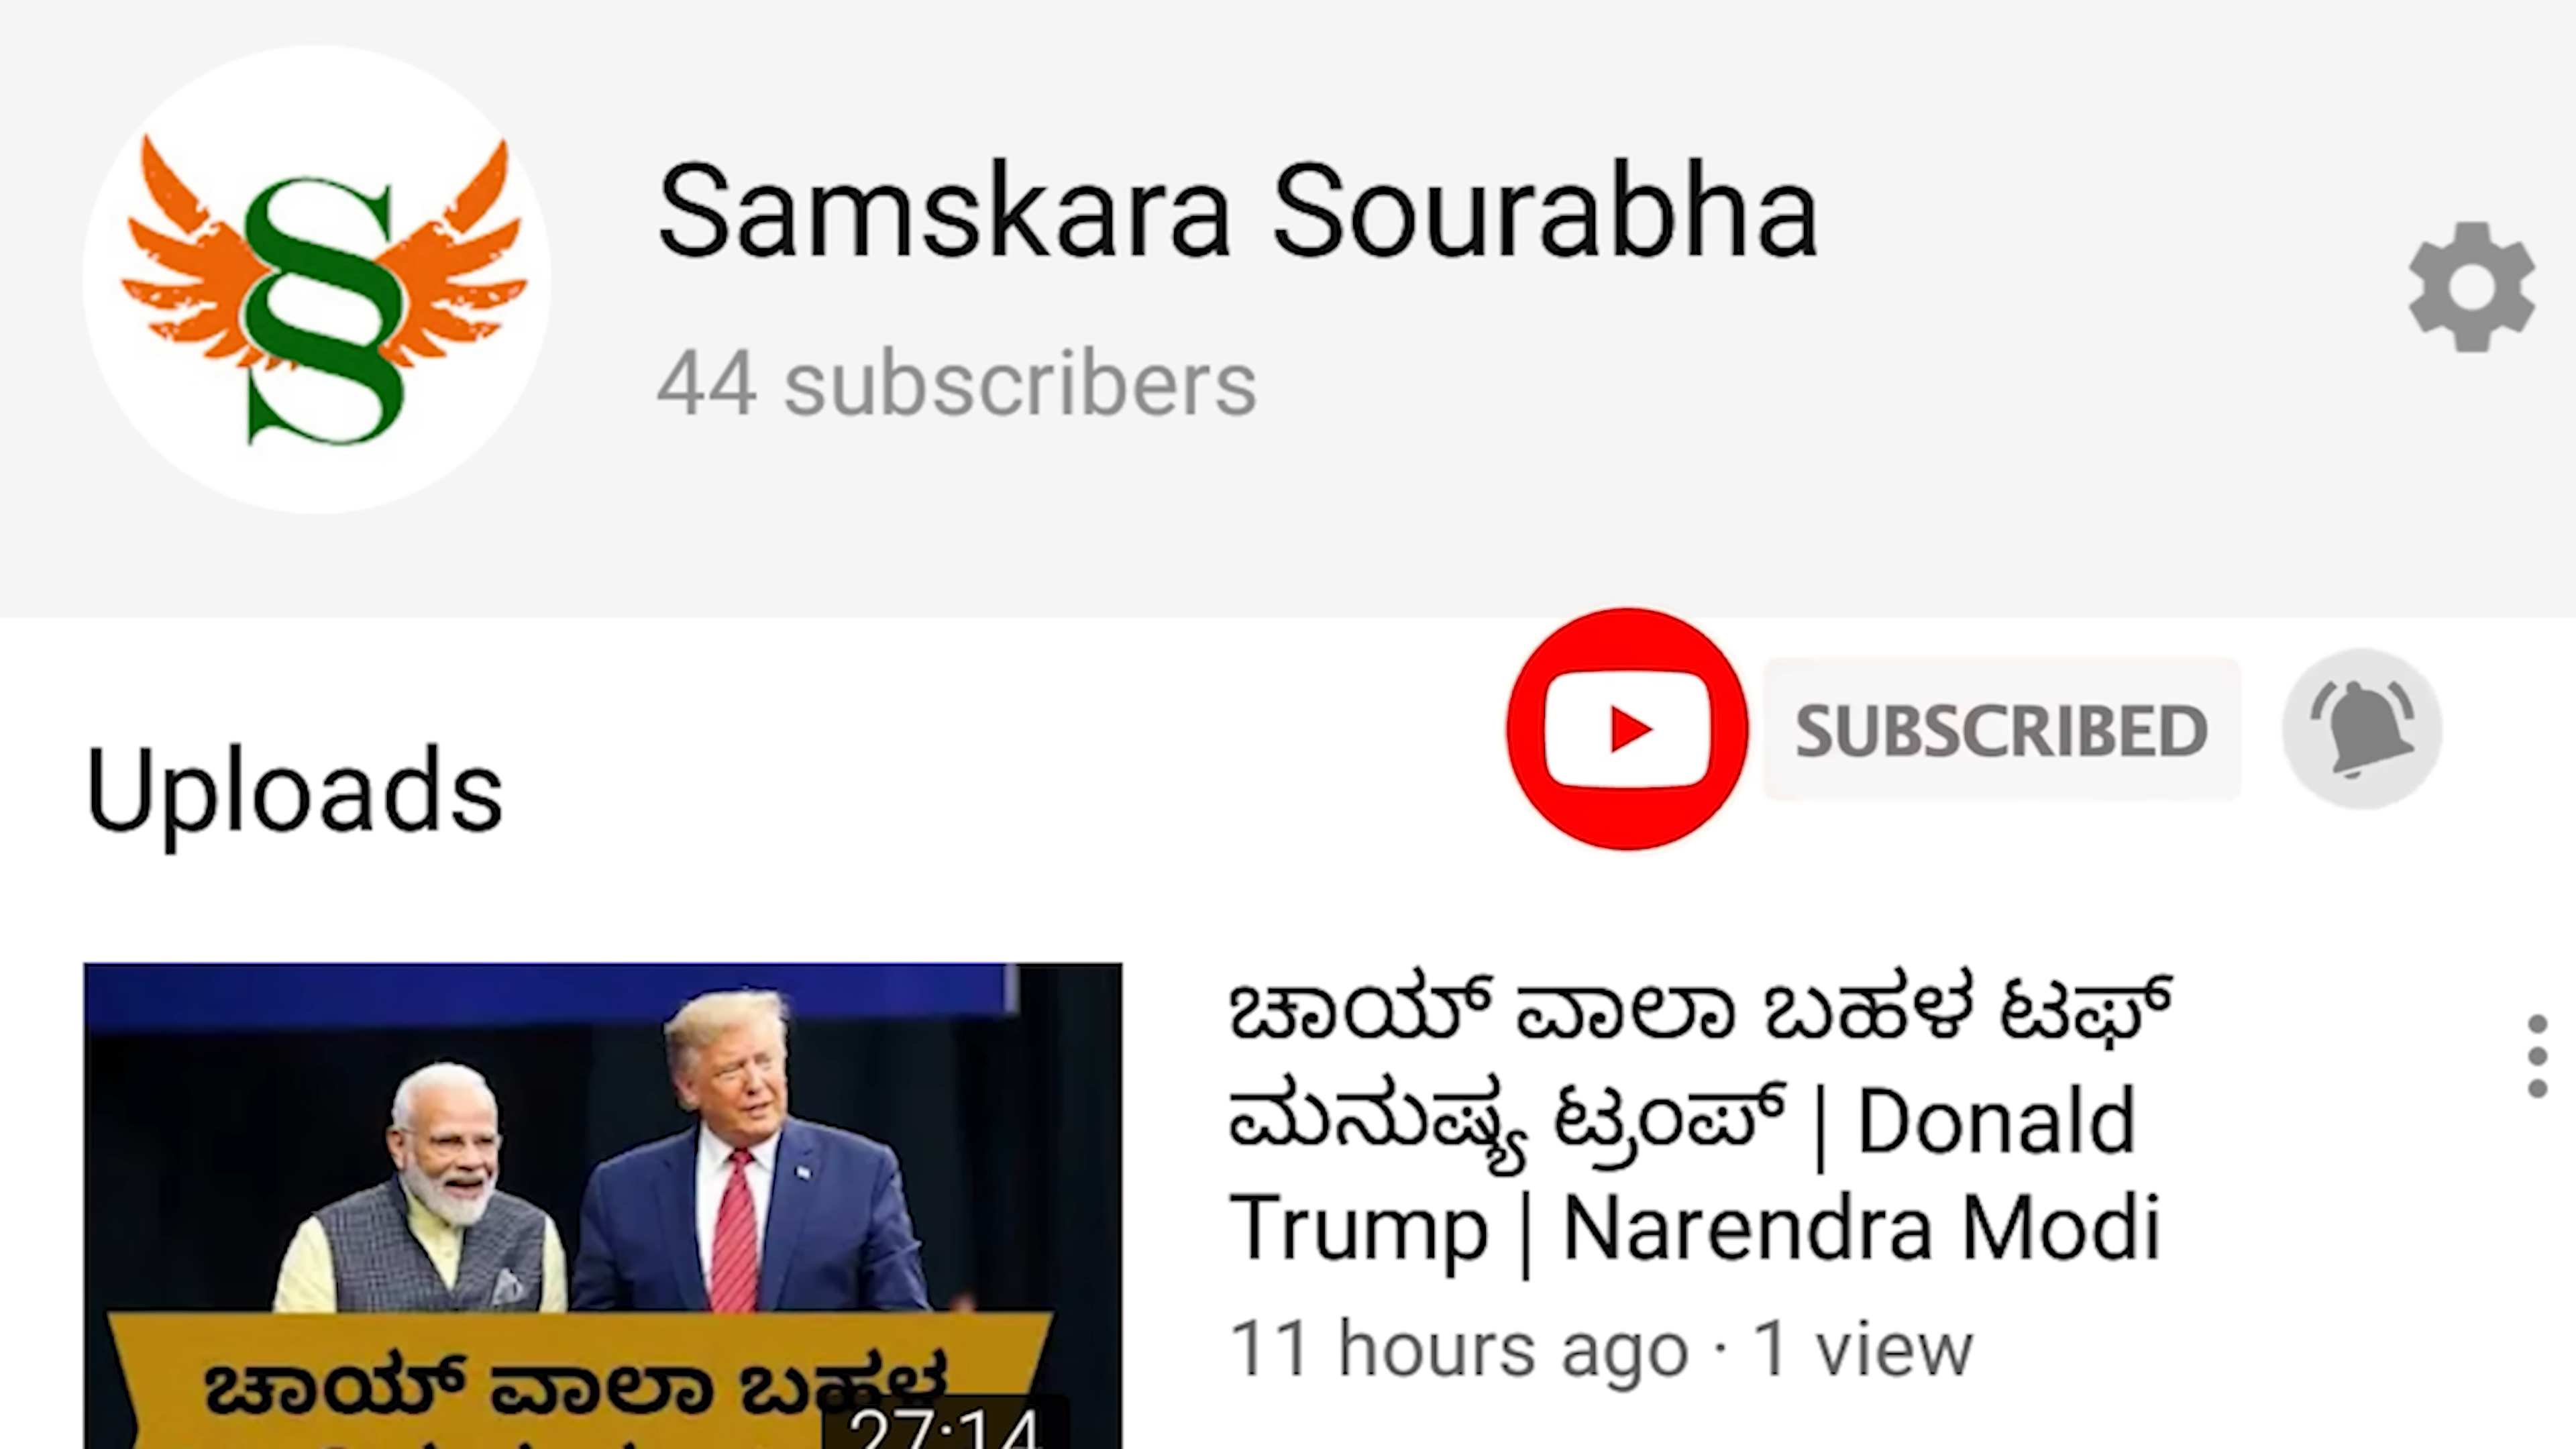 Samskara Sourabha
44 subscribers
SUBSCRIBED
Uploads
ಚಾಯ್ ವಾಲಾ ಬಹಳ ಟಫ್
ಮನುಷ್ಯ ಟ್ರಂಪ್ | Donald
Trump | Narendra Modi
11 hours ago · 1 view
ಚಾಯ್ ವಾಲಾ ಬಹಳ
27:14